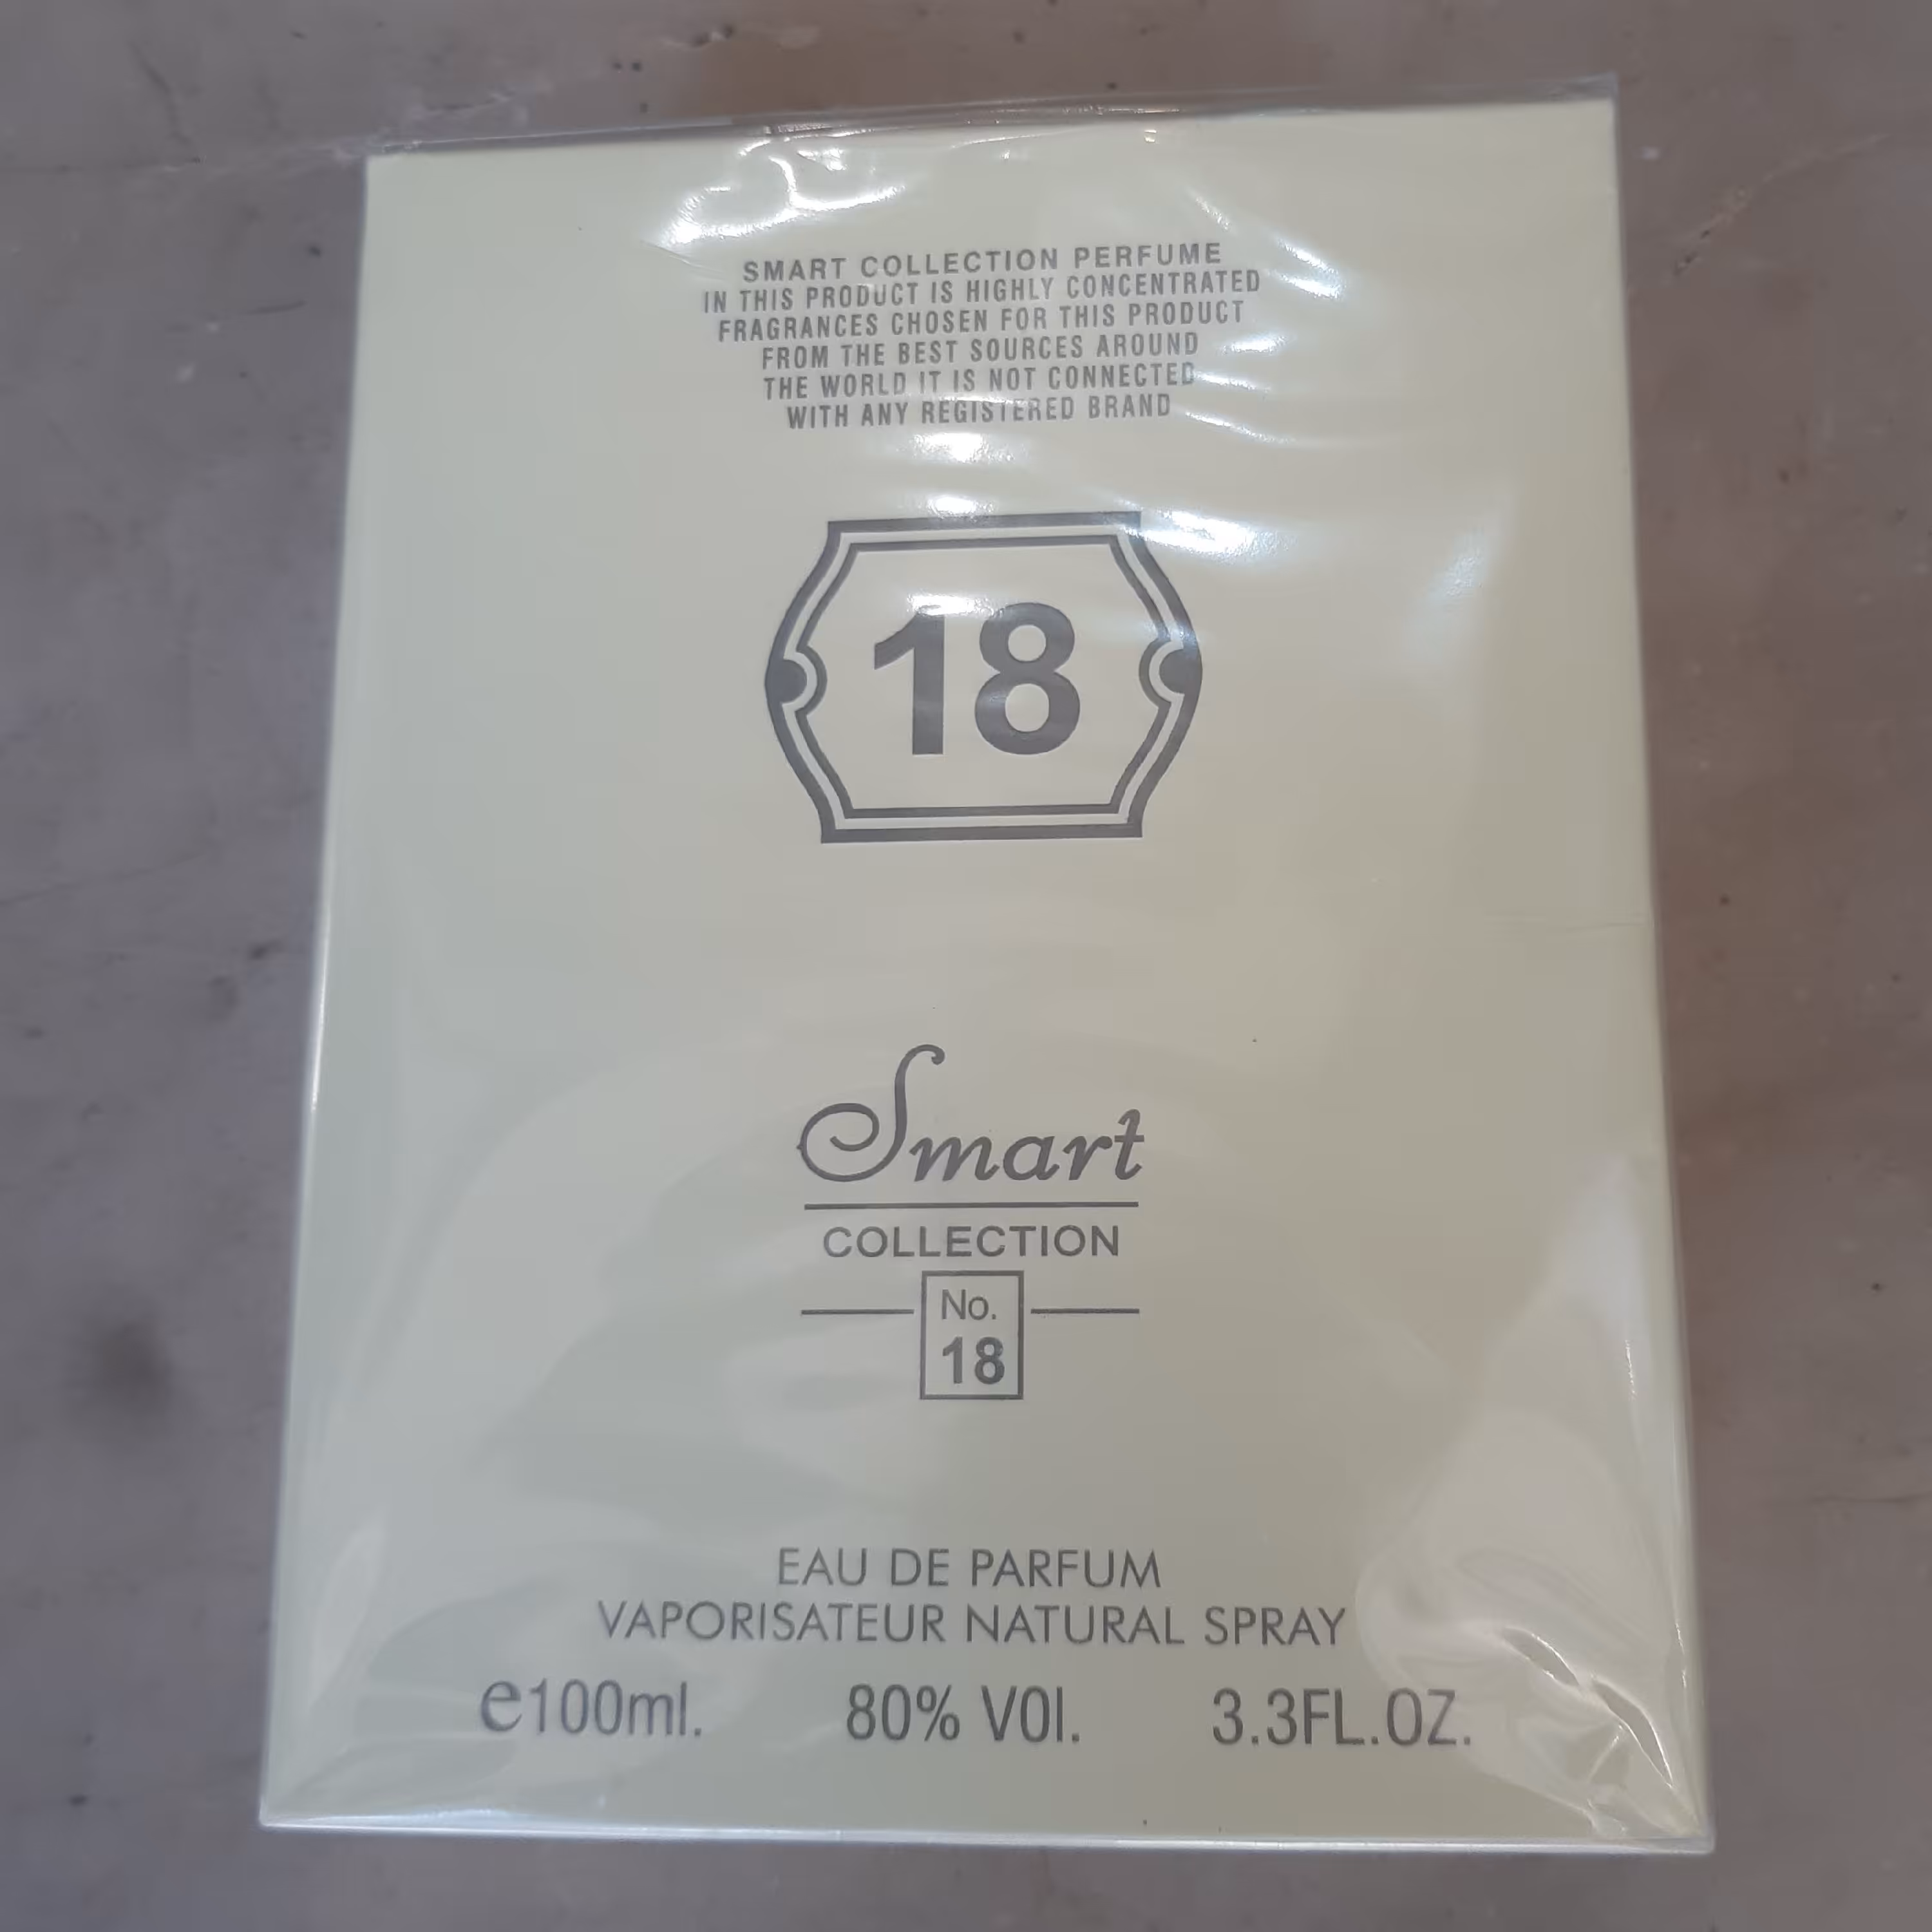 SMART COLLECTION PERFUME
IN THIS PRODUCT IS HIGHLY CONCENTRATED
FRAGRANCES CHOSEN FOR THIS PRODUCT
FROM THE BEST SOURCES AROUND
THE WORLD IT IS NOT CONNECTED
WITH ANY REGISTERED BRAND
18
Smart
COLLECTION
No.
18
EAU DE PARFUM
VAPORISATEUR NATURAL SPRAY
e100ml. 80% VOl. 3.3FL.OZ.